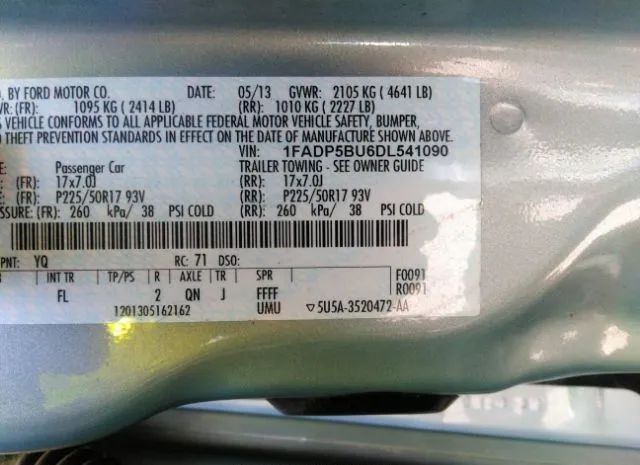 BY FORD MOTOR CO. DATE: 05/13 GVWR: 2105 KG ( 4641 LB)
(FR): 1095 KG ( 2414 LB) (RR): 1010 KG ( 2227 LB)
VEHICLE CONFORMS TO ALL APPLICABLE FEDERAL MOTOR VEHICLE SAFETY, BUMPER,
THEFT PREVENTION STANDARDS IN EFFECT ON THE DATE OF MANUFACTURE SHOWN ABOVE
VIN: 1FADP5BU6DL541090
Passenger Car TRAILER TOWING - SEE OWNER GUIDE
(FR): 17x7.0J (RR): 17x7.0J
(FR): P225/50R17 93V (RR): P225/50R17 93V
(FR): 260 kPa/ 38 PSI COLD (RR): 260 kPa/ 38 PSI COLD
PNT: YQ RC: 71 DSO:
INT TR TP/PS R AXLE TR SPR F0091
FL 2 QN J FFFF R0091
1201305162162 UMU ▽5U5A-3520472-AA